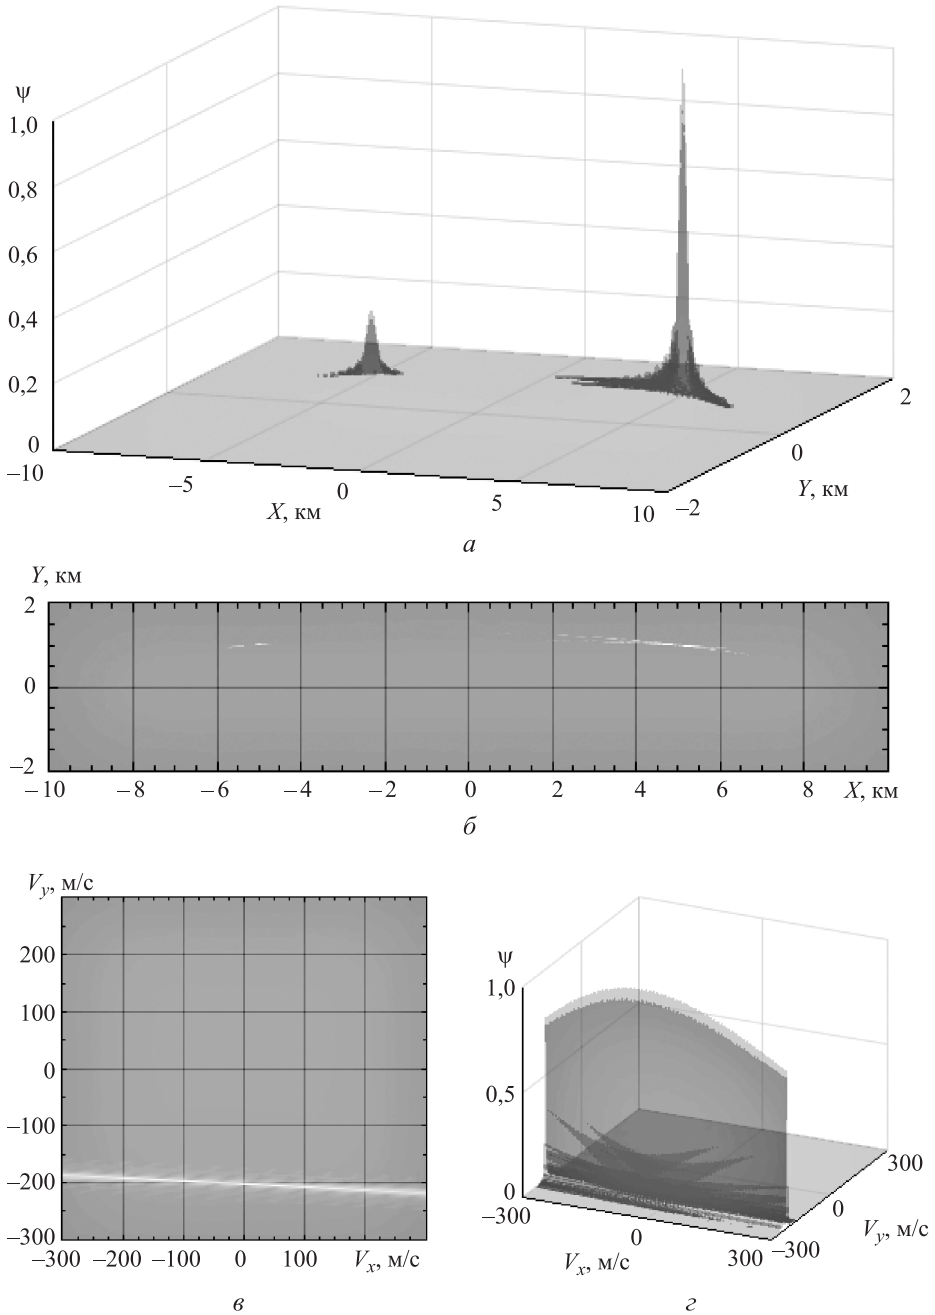 ψ
1,0
0,8
0,6
0,4
0,2
0
–10
–5
0
5
10
X, км
–2
0
2
Y, км
а
Y, км
2
0
–2
–10 –8 –6 –4 –2 0 2 4 6 8 X, км
б
V_y, м/с
200
100
0
–100
–200
–300
–300 –200 –100 0 100 V_x, м/с
в
ψ
1,0
0,5
0
–300
0
300
V_x, м/с
–300
0
300
V_y, м/с
г